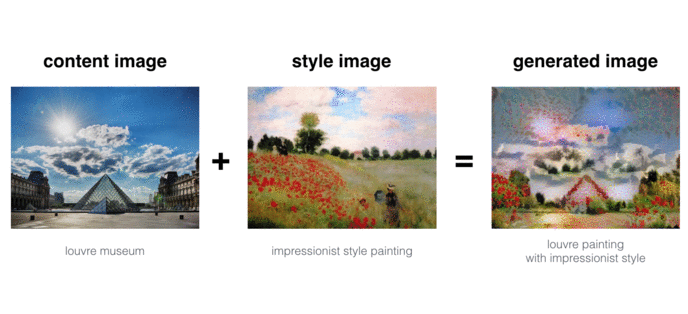 content image
style image
generated image
+
=
louvre museum
impressionist style painting
louvre painting
with impressionist style